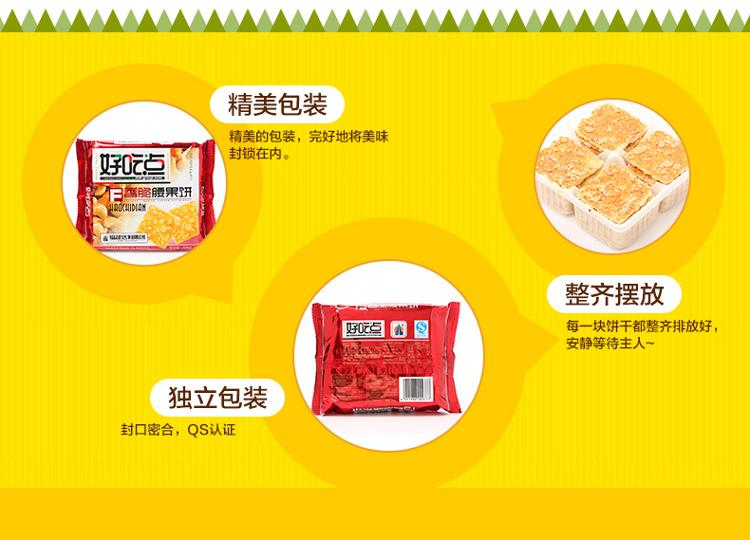 精美包装
精美的包装，完好地将美味
封锁在内。
好吃点
香脆腰果饼
HAOCHIDIAN
整齐摆放
每一块饼干都整齐排放好，
安静等待主人~
好吃点
独立包装
封口密合，QS认证